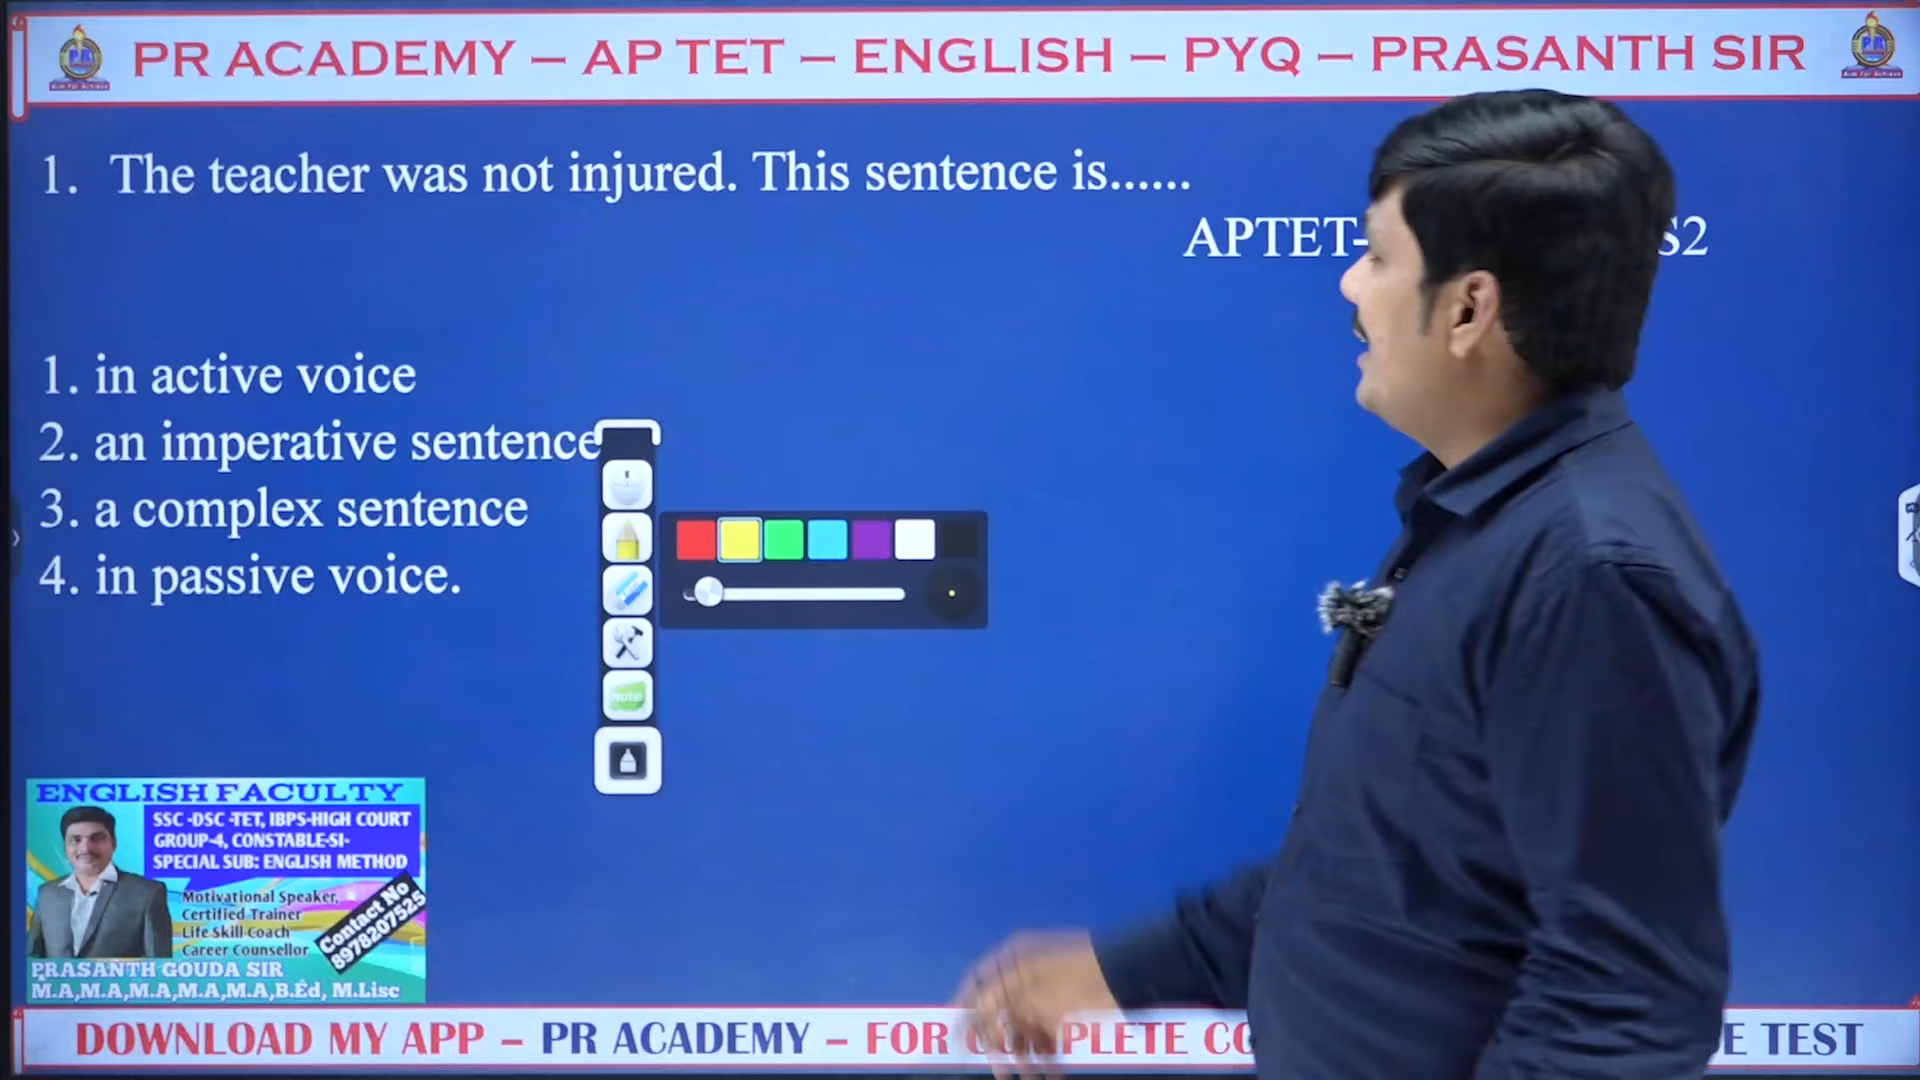 PR ACADEMY – AP TET – ENGLISH – PYQ – PRASANTH SIR
1. The teacher was not injured. This sentence is......
APTET- S2
1. in active voice
2. an imperative sentence
3. a complex sentence
4. in passive voice.
Note
ENGLISH FACULTY
SSC -DSC -TET, IBPS-HIGH COURT
GROUP-4, CONSTABLE-SI-
SPECIAL SUB: ENGLISH METHOD
Motivational Speaker,
Certified Trainer
Life Skill Coach
Career Counsellor
Contact No
8978207525
PRASANTH GOUDA SIR
M.A,M.A,M.A,M.A,M.A,B.Ed, M.Lisc
DOWNLOAD MY APP – PR ACADEMY – FOR COMPLETE TEST